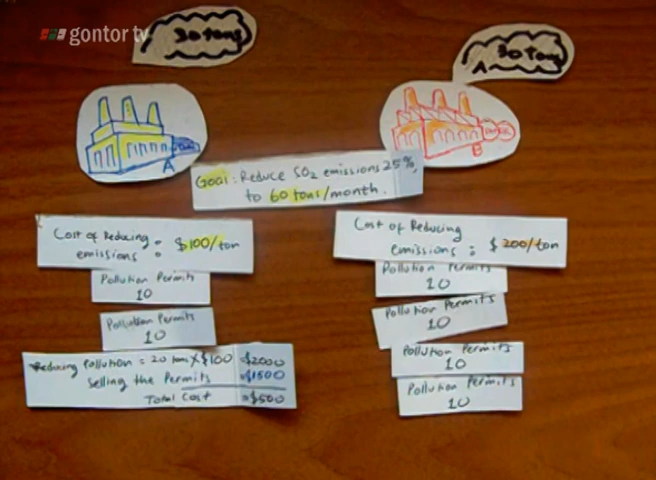 gontor tv
30 tons
30 tons
A
A
B
Goal: Reduce SO2 emissions 25%,
to 60 tons/month.
Cost of Reducing
emissions : $100/ton
Cost of Reducing
emissions : $200/ton
Pollution Permits
10
Pollution Permits
10
Reducing Pollution = 20 tons x $100 =$2000
Selling the Permits =$1500
Total Cost =$500
Pollution Permits
10
Pollution Permits
10
Pollution Permits
10
Pollution Permits
10